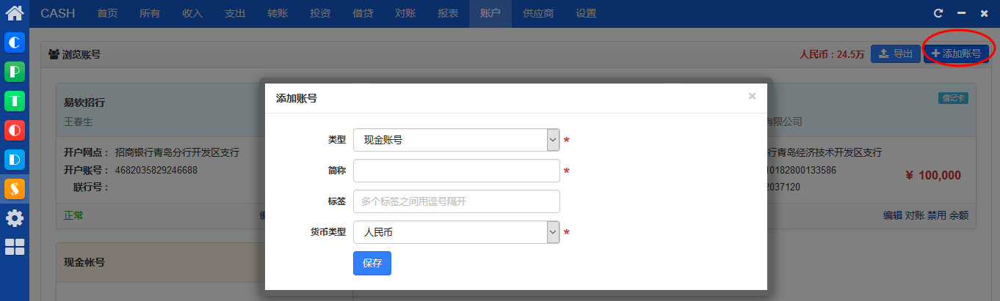 CASH 首页 所有 收入 支出 转账 投资 借贷 对账 报表 账户 供应商 设置
浏览账号 人民币：24.5万 导出 添加账号
添加账号 ×
易软招行 借记卡
王春生 有限公司
类型 现金账号 *
开户网点： 招商银行青岛分行开发区支行 行青岛经济技术开发区支行
开户账号： 4682035829246688 简称 * 10182800133586 ¥ 100,000
联行号： 2037120
标签 多个标签之间用逗号隔开
正常 编辑 对账 禁用 余额
货币类型 人民币 *
现金帐号 保存